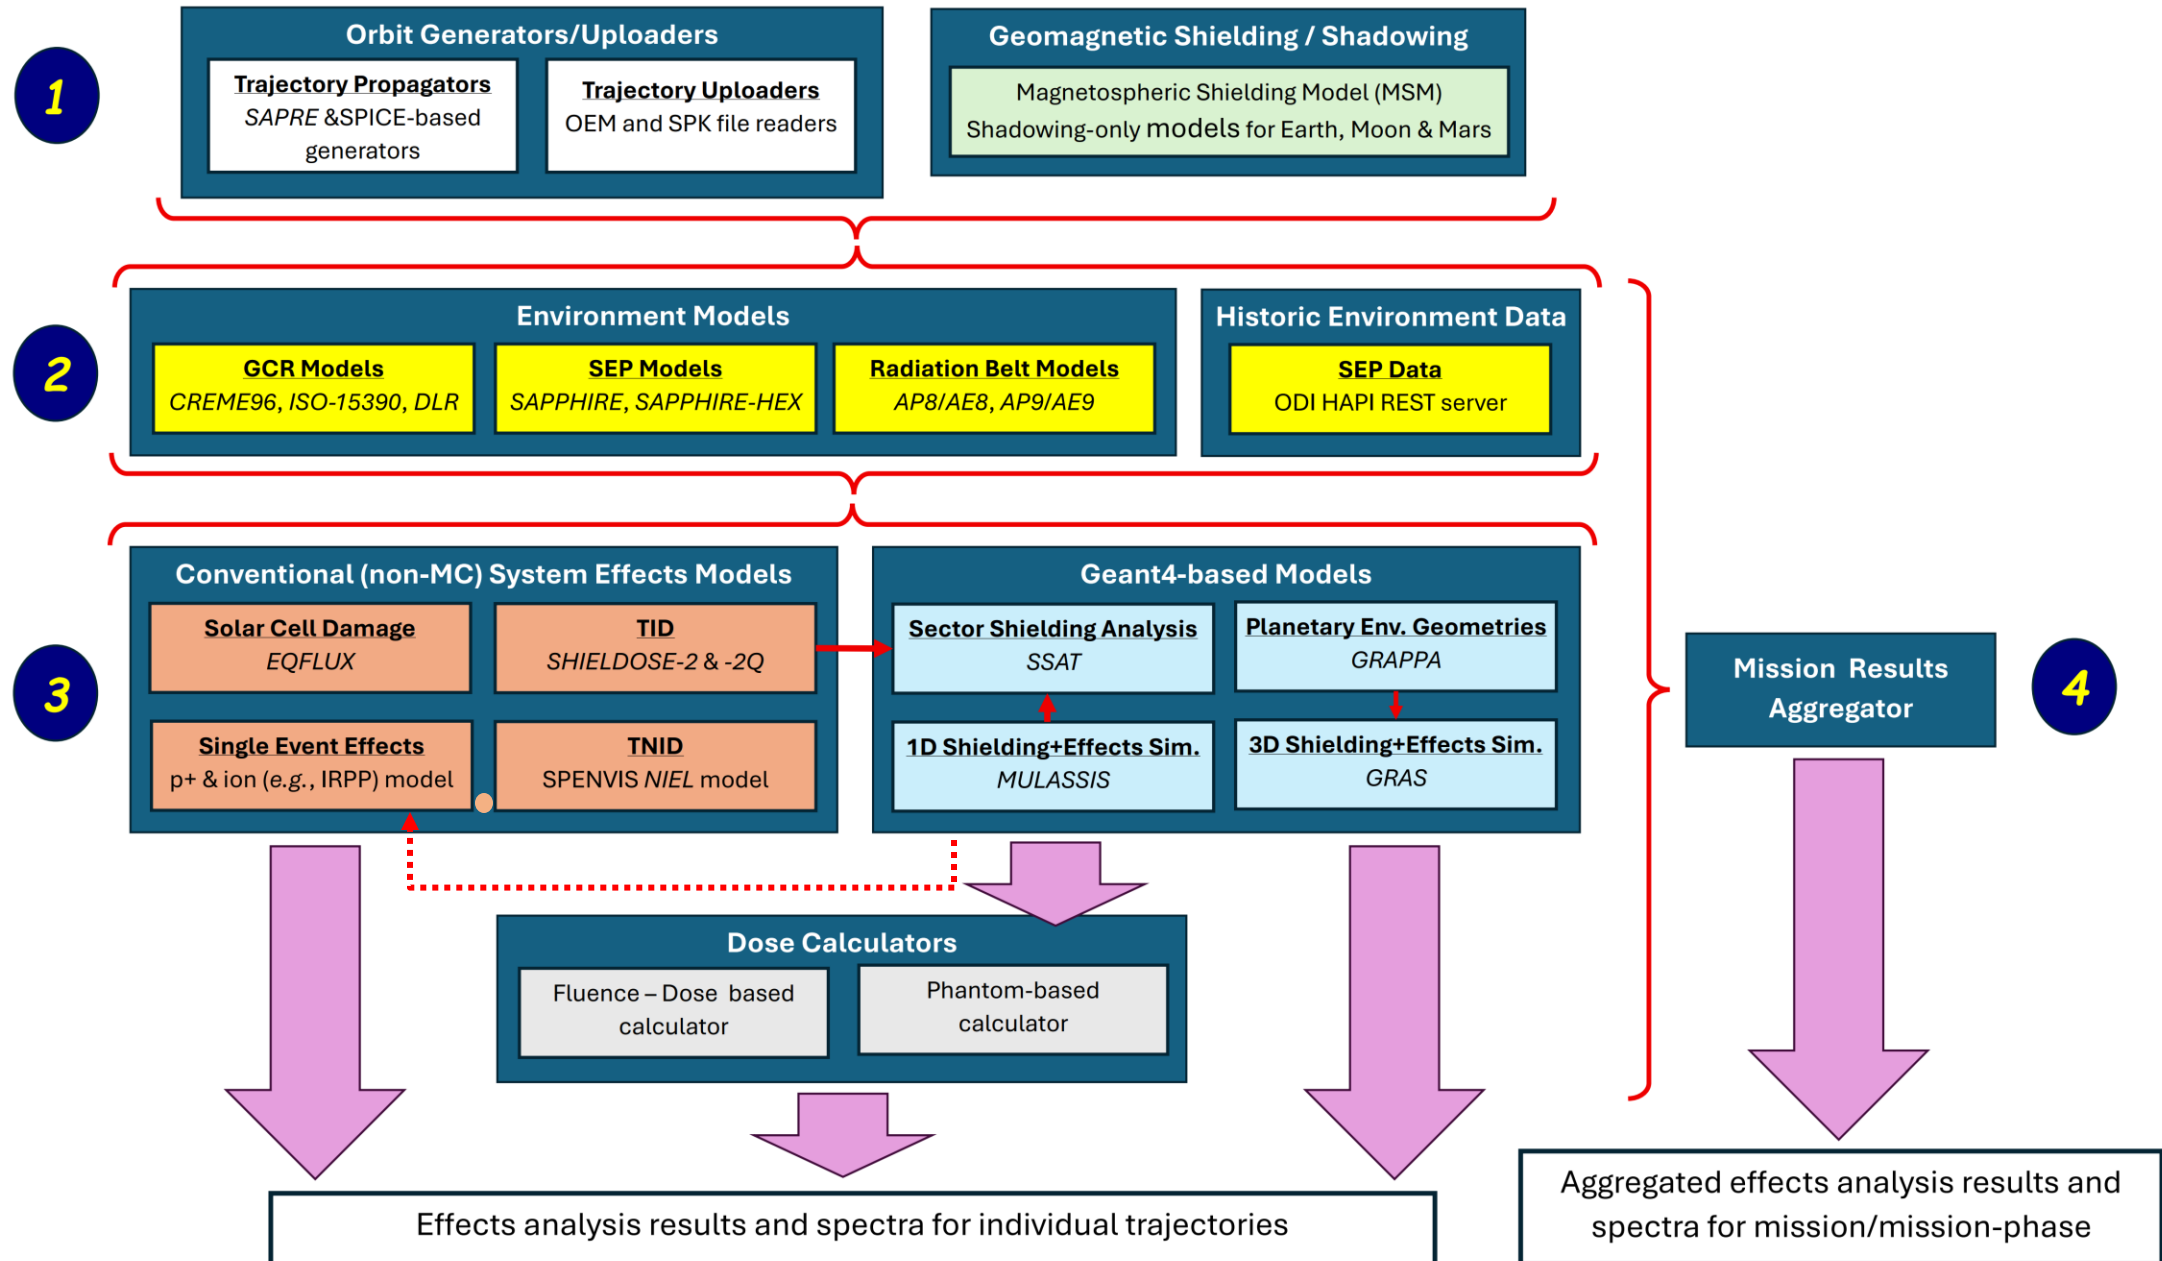 Orbit Generators/Uploaders
Trajectory Propagators
SAPRE &SPICE-based
generators
Trajectory Uploaders
OEM and SPK file readers
Geomagnetic Shielding / Shadowing
Magnetospheric Shielding Model (MSM)
Shadowing-only models for Earth, Moon & Mars
1
Environment Models
GCR Models
CREME96, ISO-15390, DLR
SEP Models
SAPPHIRE, SAPPHIRE-HEX
Radiation Belt Models
AP8/AE8, AP9/AE9
Historic Environment Data
SEP Data
ODI HAPI REST server
2
Conventional (non-MC) System Effects Models
Solar Cell Damage
EQFLUX
TID
SHIELDOSE-2 & -2Q
Single Event Effects
p+ & ion (e.g., IRPP) model
TNID
SPENVIS NIEL model
Geant4-based Models
Sector Shielding Analysis
SSAT
Planetary Env. Geometries
GRAPPA
1D Shielding+Effects Sim.
MULASSIS
3D Shielding+Effects Sim.
GRAS
3
Mission Results
Aggregator
4
Dose Calculators
Fluence – Dose based
calculator
Phantom-based
calculator
Effects analysis results and spectra for individual trajectories
Aggregated effects analysis results and
spectra for mission/mission-phase